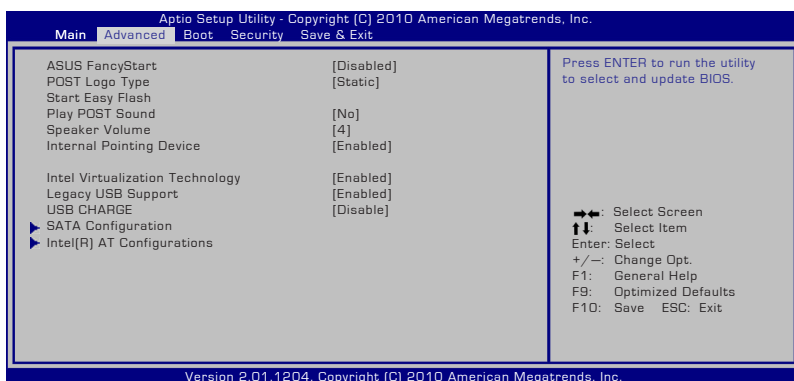 Aptio Setup Utility - Copyright (C) 2010 American Megatrends, Inc.
Main Advanced Boot Security Save & Exit
ASUS FancyStart [Disabled]
POST Logo Type [Static]
Start Easy Flash
Play POST Sound [No]
Speaker Volume [4]
Internal Pointing Device [Enabled]
Intel Virtualization Technology [Enabled]
Legacy USB Support [Enabled]
USB CHARGE [Disable]
SATA Configuration
Intel(R) AT Configurations
Press ENTER to run the utility
to select and update BIOS.
→←: Select Screen
↑↓: Select Item
Enter: Select
+/—: Change Opt.
F1: General Help
F9: Optimized Defaults
F10: Save ESC: Exit
Version 2.01.1204. Copyright (C) 2010 American Megatrends, Inc.